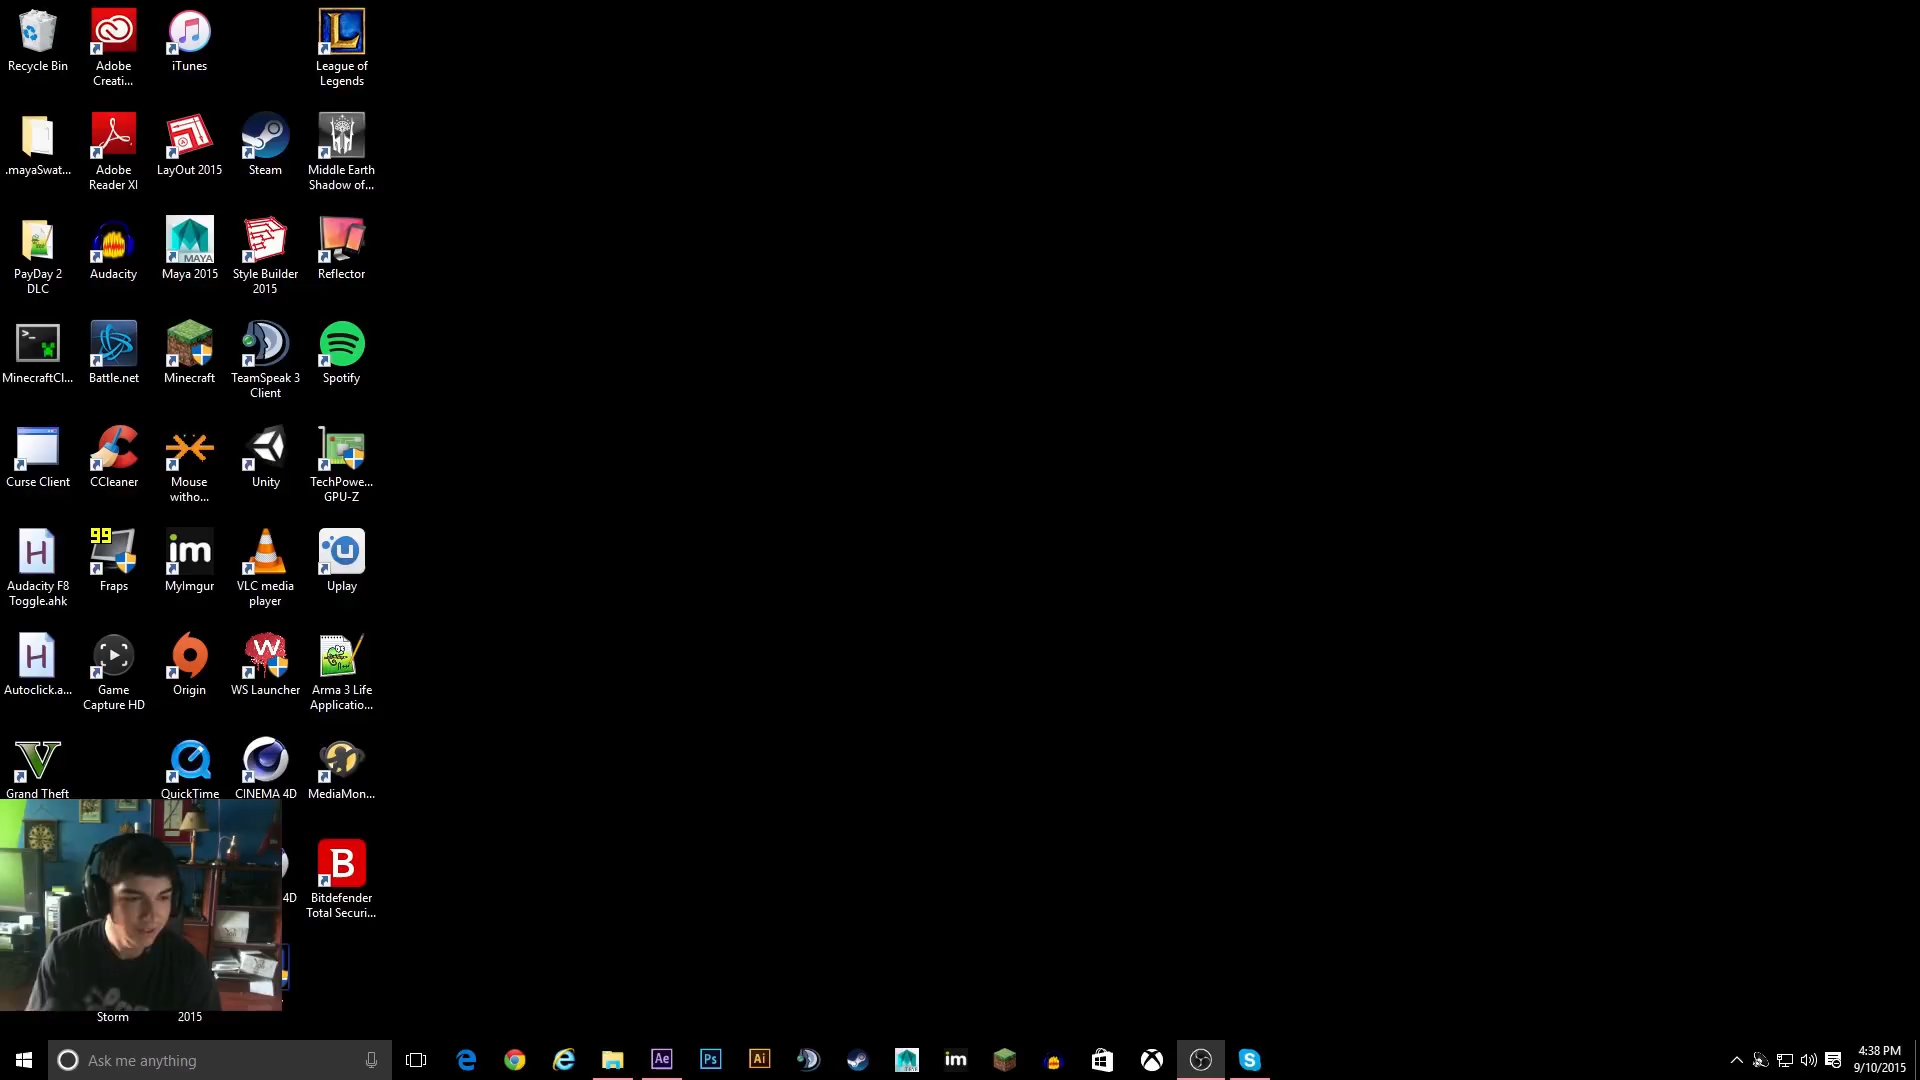 Recycle Bin
Adobe
Creati...
iTunes
League of
Legends
.mayaSwat...
Adobe
Reader XI
LayOut 2015
Steam
Middle Earth
Shadow of...
PayDay 2
DLC
Audacity
MAYA
Maya 2015
Style Builder
2015
Reflector
MinecraftCl...
Battle.net
Minecraft
TeamSpeak 3
Client
Spotify
Curse Client
CCleaner
Mouse
witho...
Unity
TechPowe...
GPU-Z
Audacity F8
Toggle.ahk
99
Fraps
im
MyImgur
VLC media
player
Uplay
Autoclick.a...
Game
Capture HD
Origin
W
WS Launcher
Arma 3 Life
Applicatio...
Grand Theft
QuickTime
CINEMA 4D
MediaMon...
4D
B
Bitdefender
Total Securi...
Storm
2015
Ask me anything
Ae
Ps
Ai
im
4:38 PM
9/10/2015